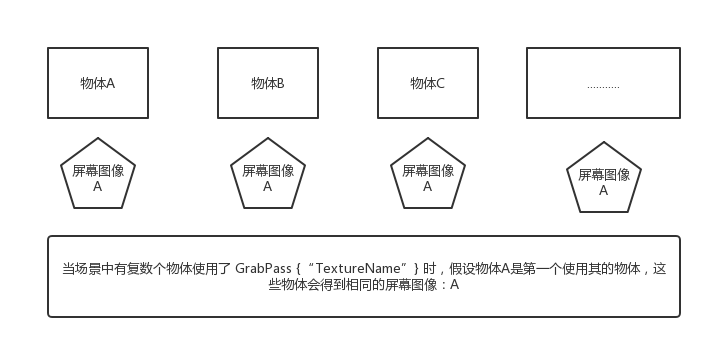 物体A
物体B
物体C
...........
屏幕图像
A
屏幕图像
A
屏幕图像
A
屏幕图像
A
当场景中有复数个物体使用了 GrabPass {“TextureName”} 时，假设物体A是第一个使用其的物体，这
些物体会得到相同的屏幕图像：A